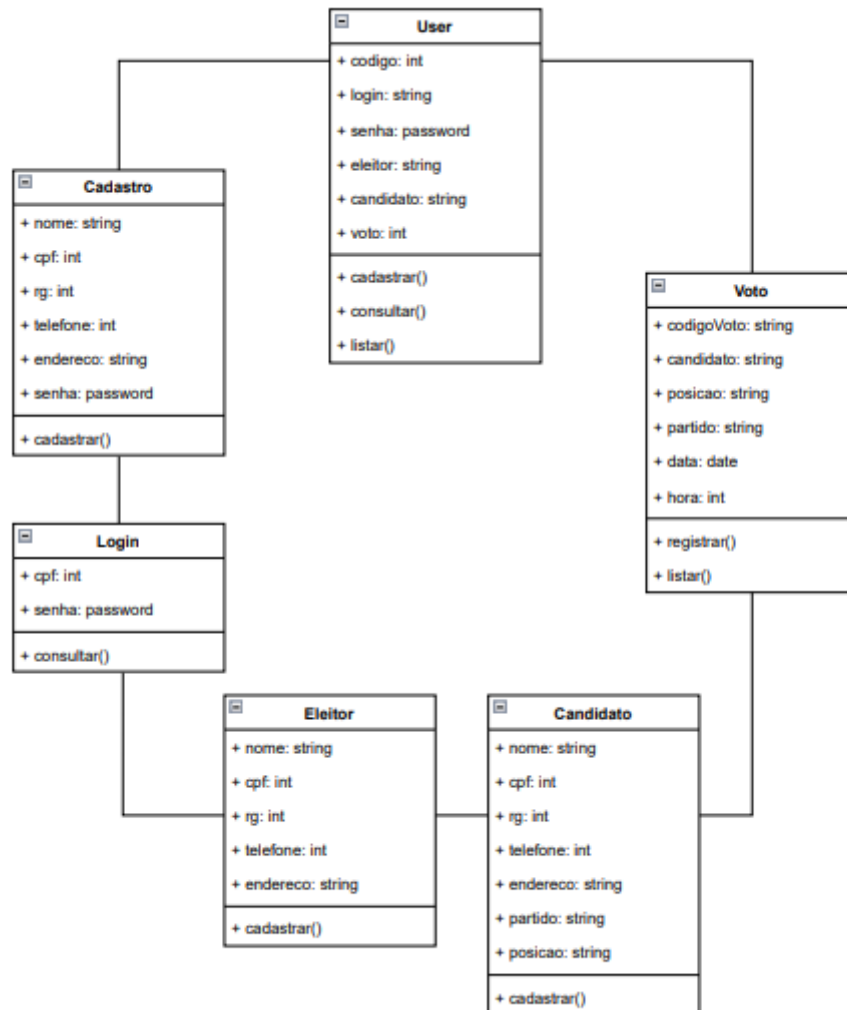 User
+ codigo: int
+ login: string
+ senha: password
+ eleitor: string
+ candidato: string
+ voto: int
+ cadastrar()
+ consultar()
+ listar()
Cadastro
+ nome: string
+ cpf: int
+ rg: int
+ telefone: int
+ endereco: string
+ senha: password
+ cadastrar()
Voto
+ codigoVoto: string
+ candidato: string
+ posicao: string
+ partido: string
+ data: date
+ hora: int
+ registrar()
+ listar()
Login
+ cpf: int
+ senha: password
+ consultar()
Eleitor
+ nome: string
+ cpf: int
+ rg: int
+ telefone: int
+ endereco: string
+ cadastrar()
Candidato
+ nome: string
+ cpf: int
+ rg: int
+ telefone: int
+ endereco: string
+ partido: string
+ posicao: string
+ cadastrar()